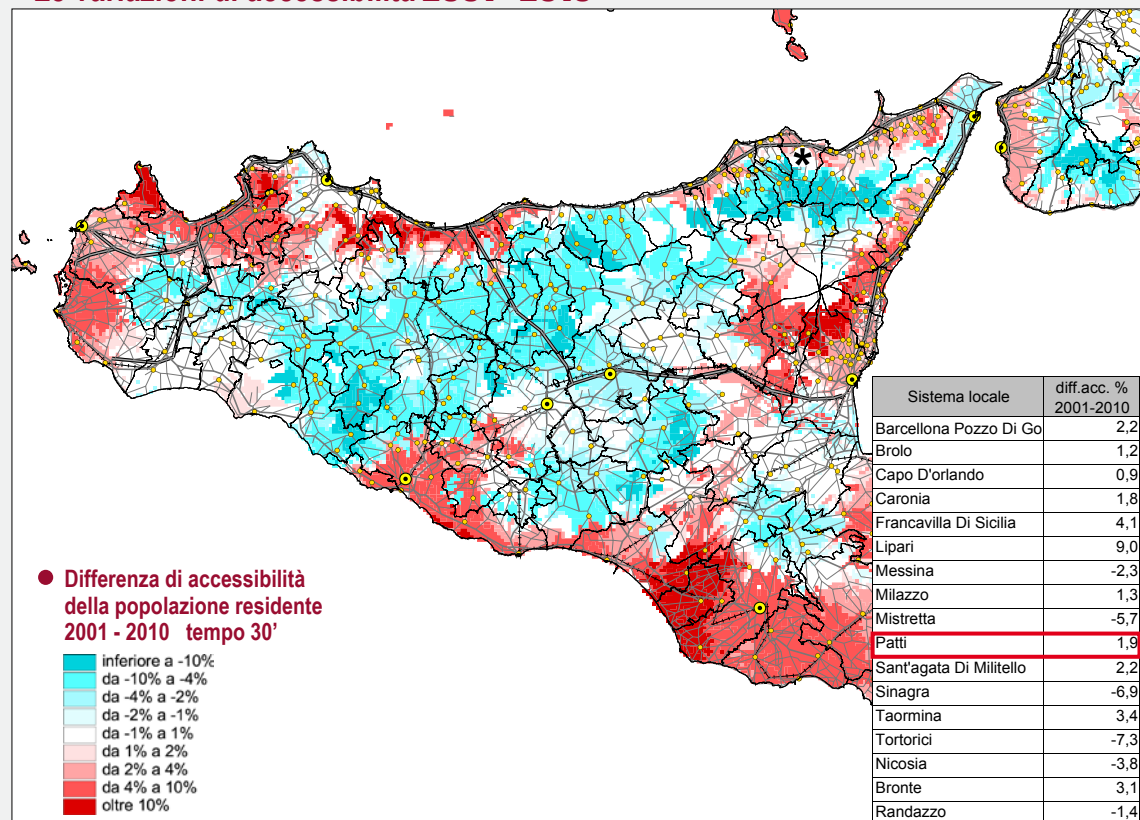 ● Differenza di accessibilità
della popolazione residente
2001 - 2010 tempo 30'
inferiore a -10%
da -10% a -4%
da -4% a -2%
da -2% a -1%
da -1% a 1%
da 1% a 2%
da 2% a 4%
da 4% a 10%
oltre 10%
*
Sistema locale diff.acc. % 2001-2010
Barcellona Pozzo Di Go 2,2
Brolo 1,2
Capo D'orlando 0,9
Caronia 1,8
Francavilla Di Sicilia 4,1
Lipari 9,0
Messina -2,3
Milazzo 1,3
Mistretta -5,7
Patti 1,9
Sant'agata Di Militello 2,2
Sinagra -6,9
Taormina 3,4
Tortorici -7,3
Nicosia -3,8
Bronte 3,1
Randazzo -1,4